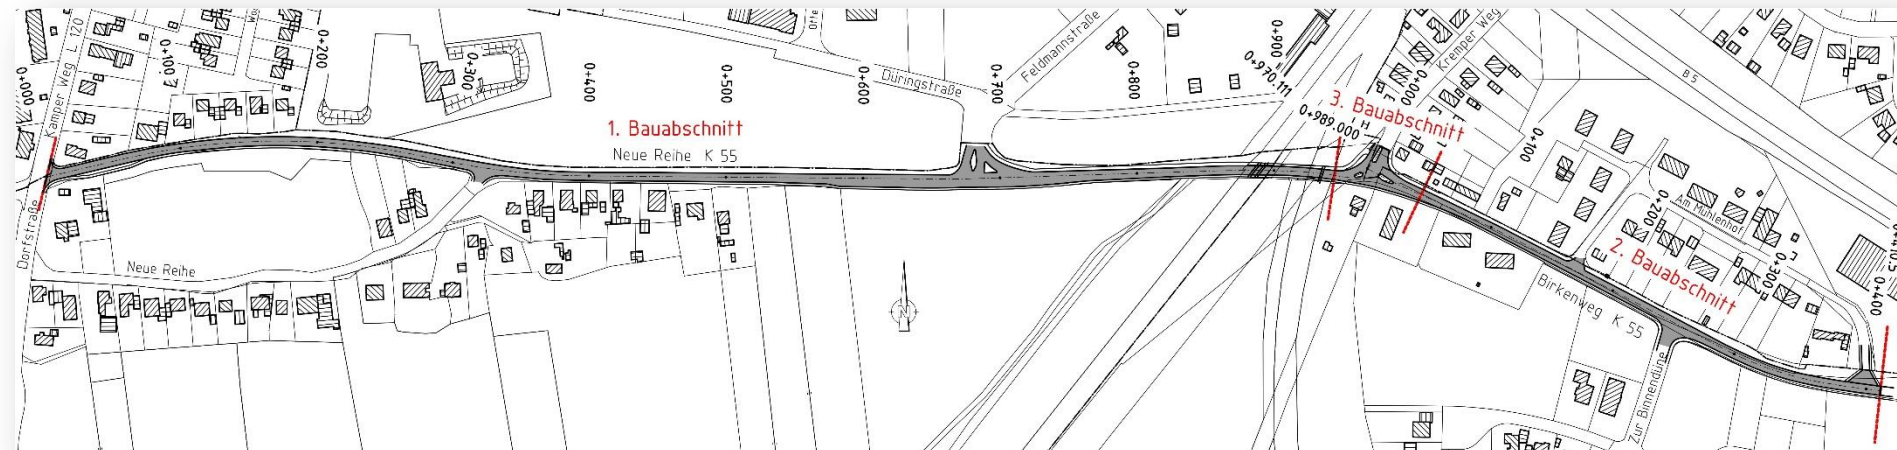 0+000
Kamper Weg L 120
0+100
0+200
0+300
0+400
0+500
0+600
Düringstraße
0+700
Feldmannstraße
0+800
0+900
0+970.111
0+989.000
H
3. Bauabschnitt
0+000
Kremper Weg
B 5
0+100
1. Bauabschnitt
Neue Reihe K 55
Dorfstraße
Neue Reihe
N
Am Mühlenhof
0+200
2. Bauabschnitt
0+300
0+400
Birkenweg K 55
Zur Binnendüne